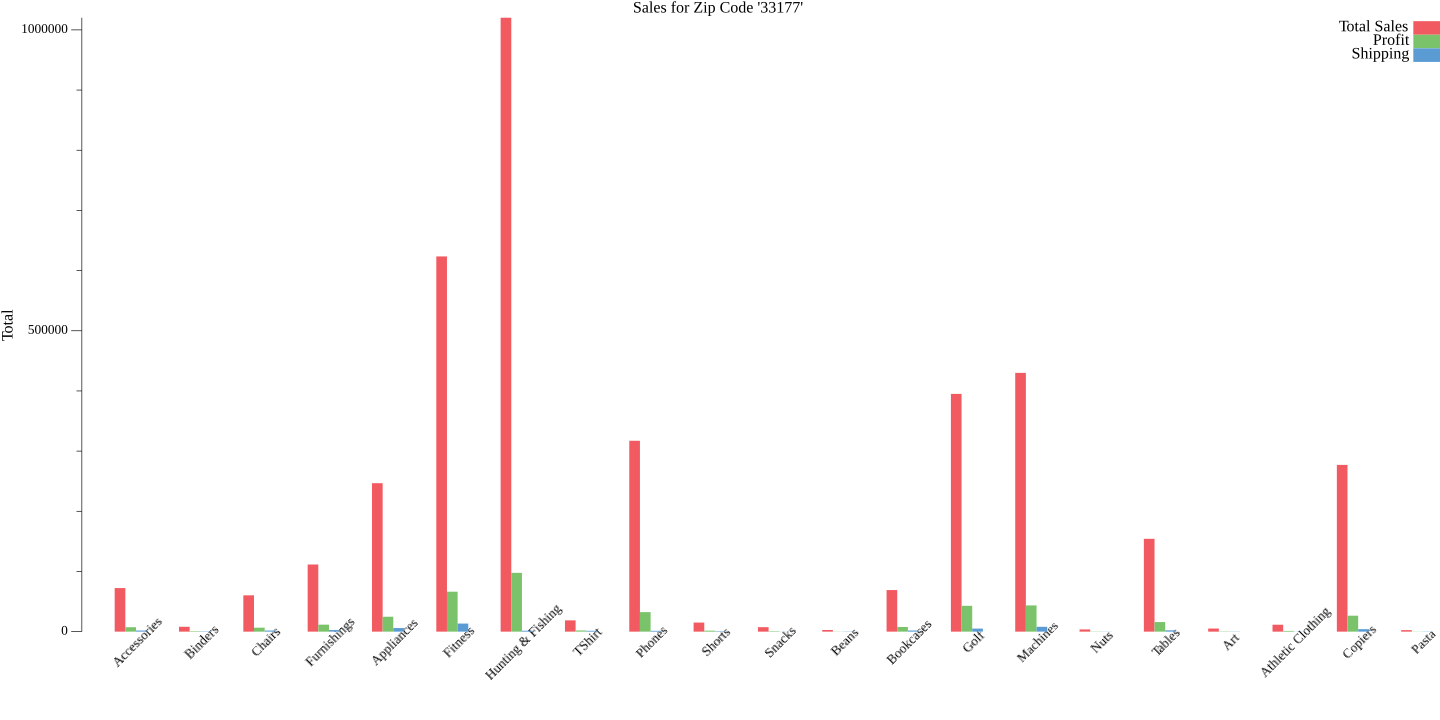 Sales for Zip Code '33177'
Total Sales
Profit
Shipping
Total
1000000
500000
0
Accessories
Binders
Chairs
Furnishings
Appliances
Fitness
Hunting & Fishing
TShirt
Phones
Shorts
Snacks
Beans
Bookcases
Golf
Machines
Nuts
Tables
Art
Athletic Clothing
Copiers
Pasta